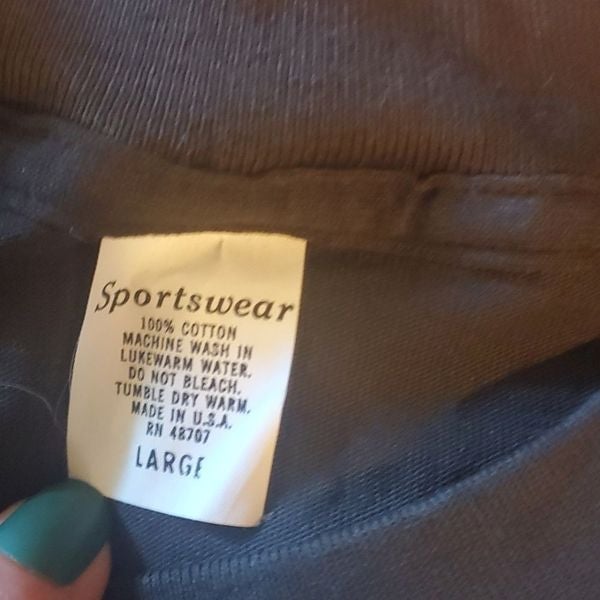 Sportswear
100% COTTON
MACHINE WASH IN
LUKEWARM WATER.
DO NOT BLEACH.
TUMBLE DRY WARM.
MADE IN U.S.A.
RN 48707
LARGE